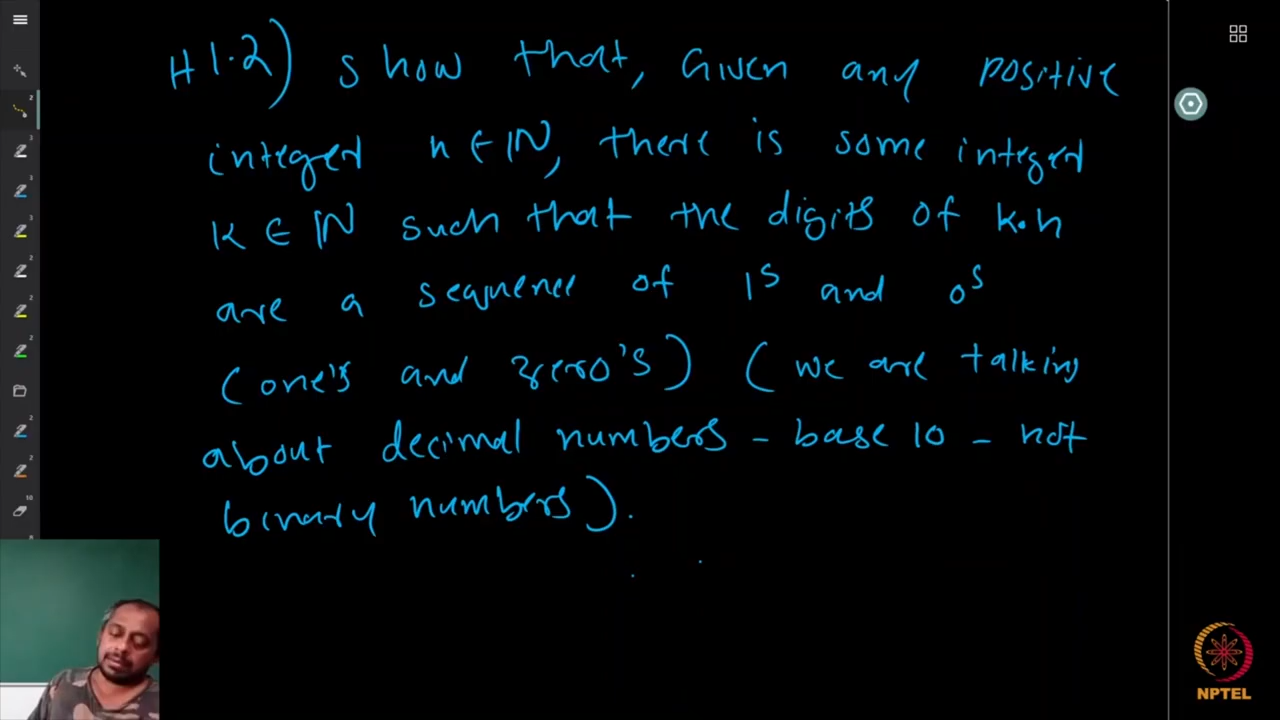 H1.2) show that, Given any positive
integer n ∈ ℕ, there is some integer
k ∈ ℕ such that the digits of k.n
are a sequence of 1s and 0s
(one's and zero's) (we are talking
about decimal numbers - base 10 - not
binary numbers).
NPTEL